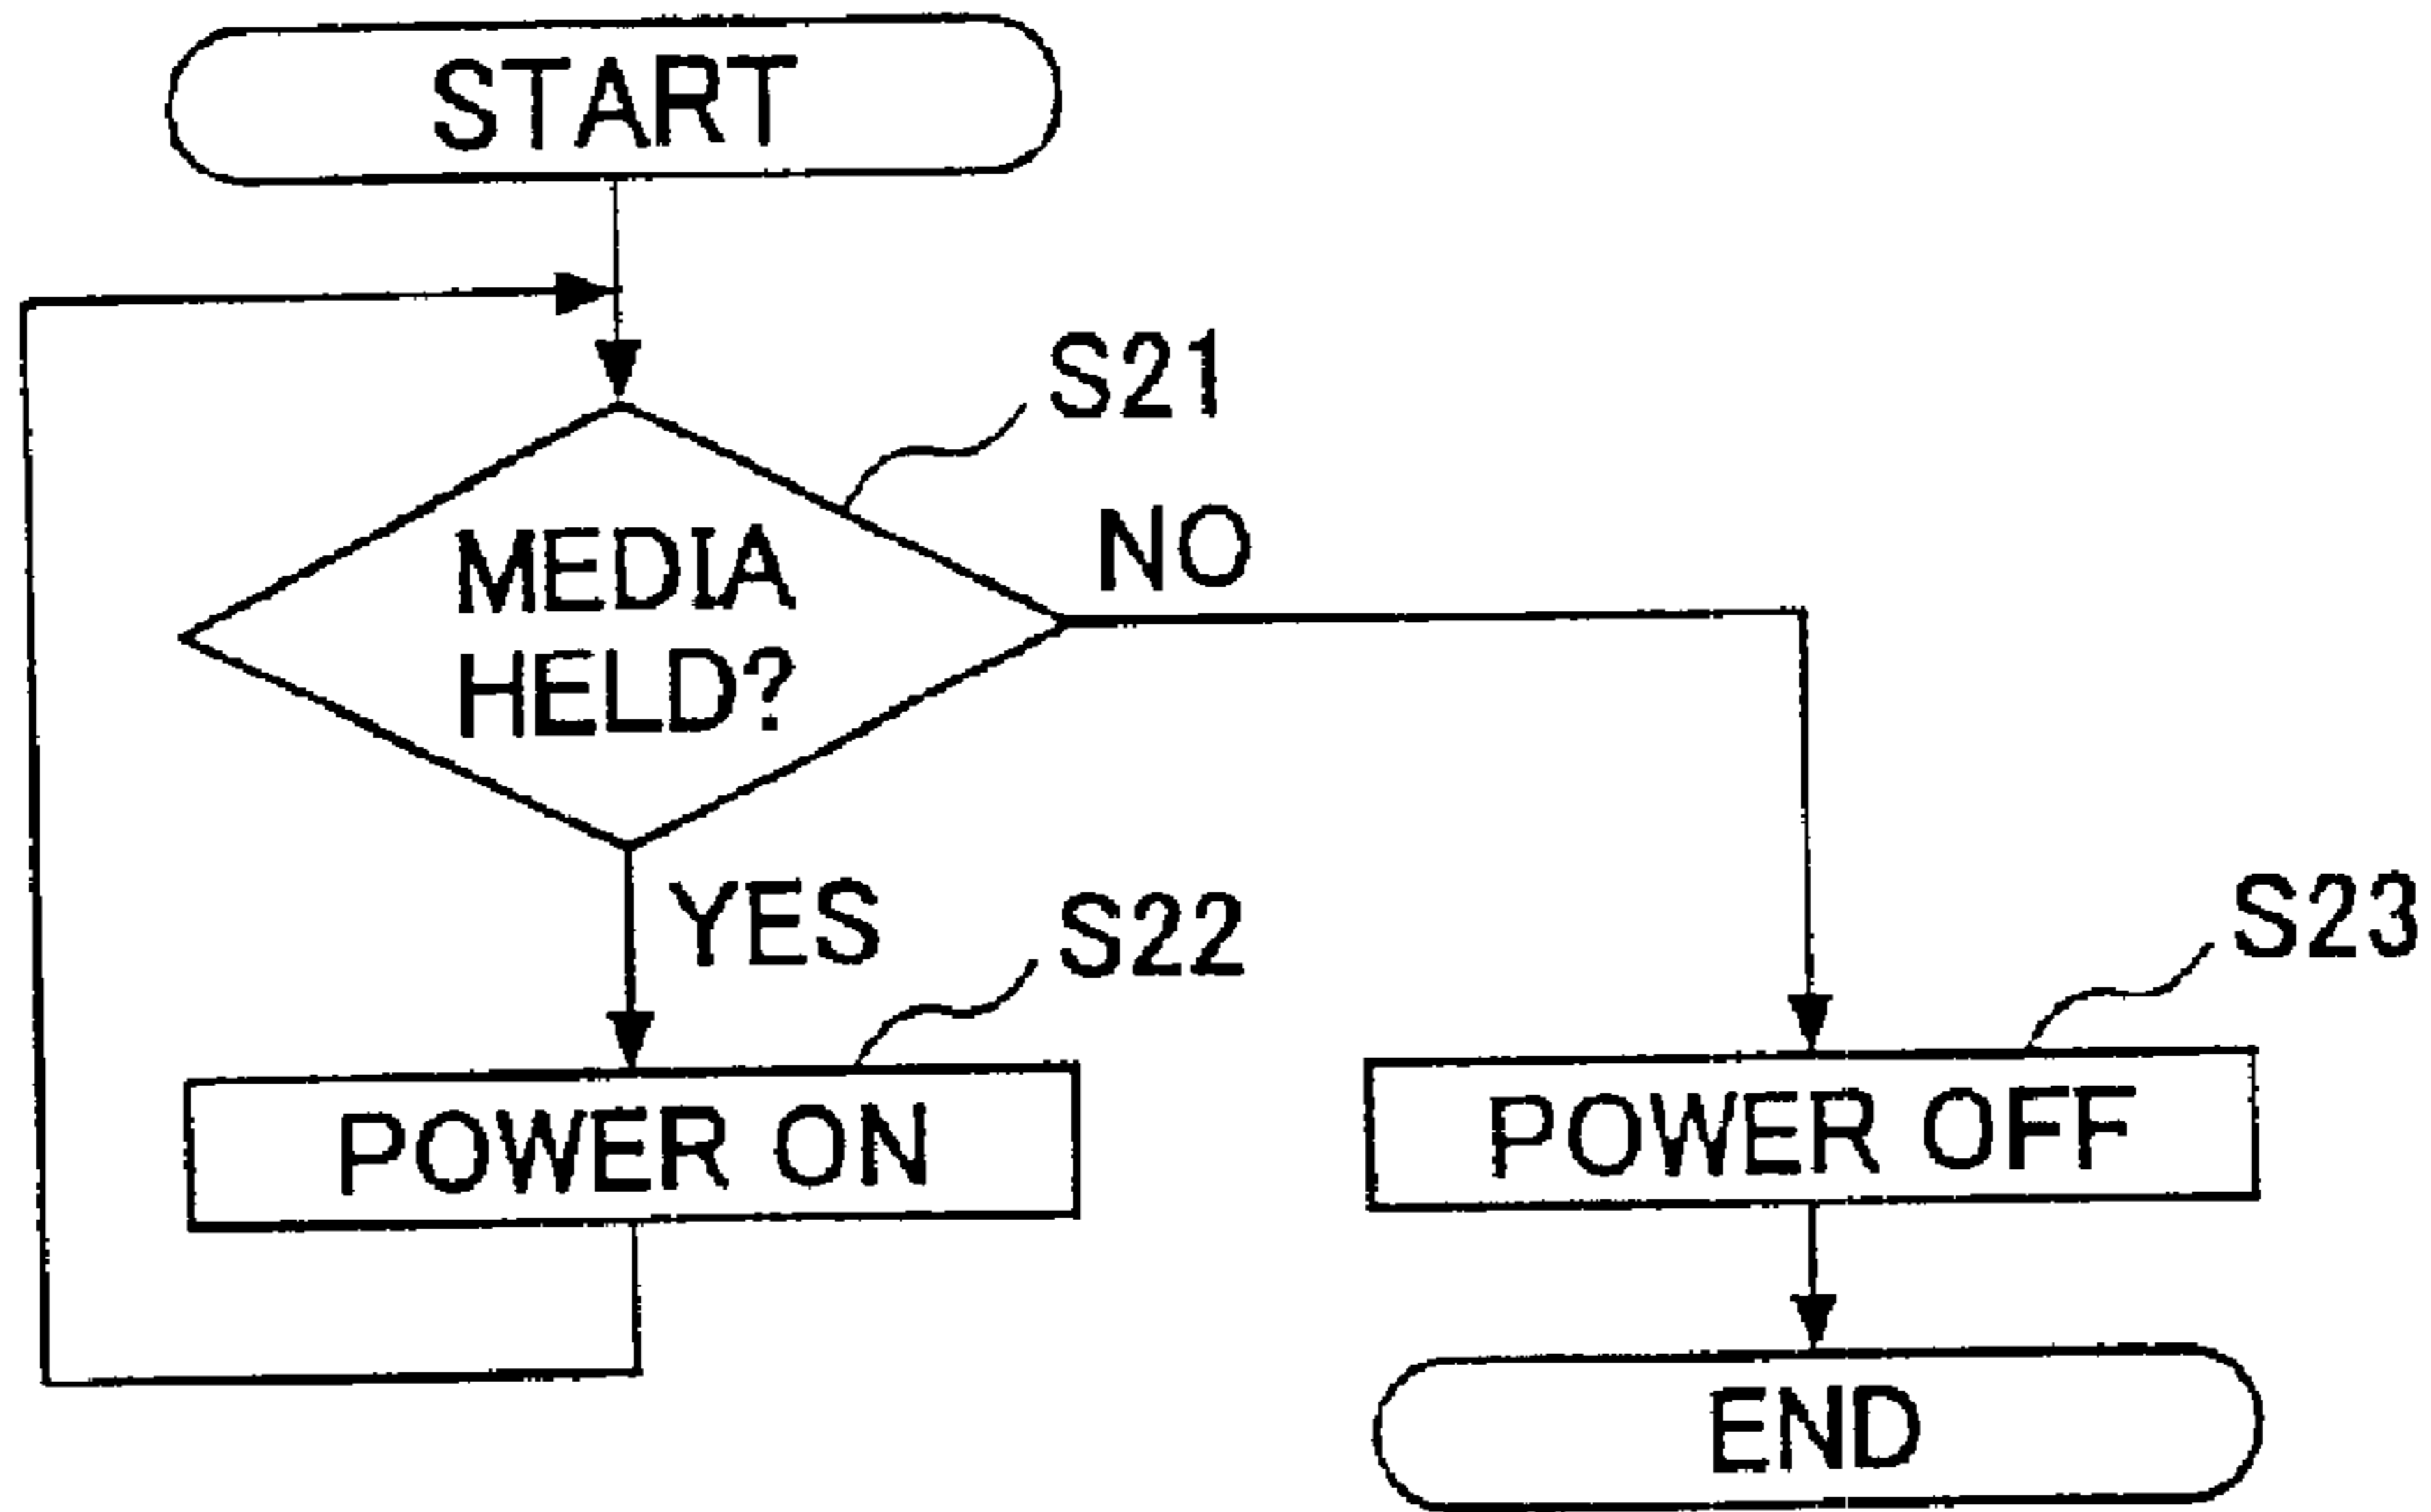 START
S21
NO
MEDIA
HELD?
YES
S22
S23
POWER ON
POWER OFF
END